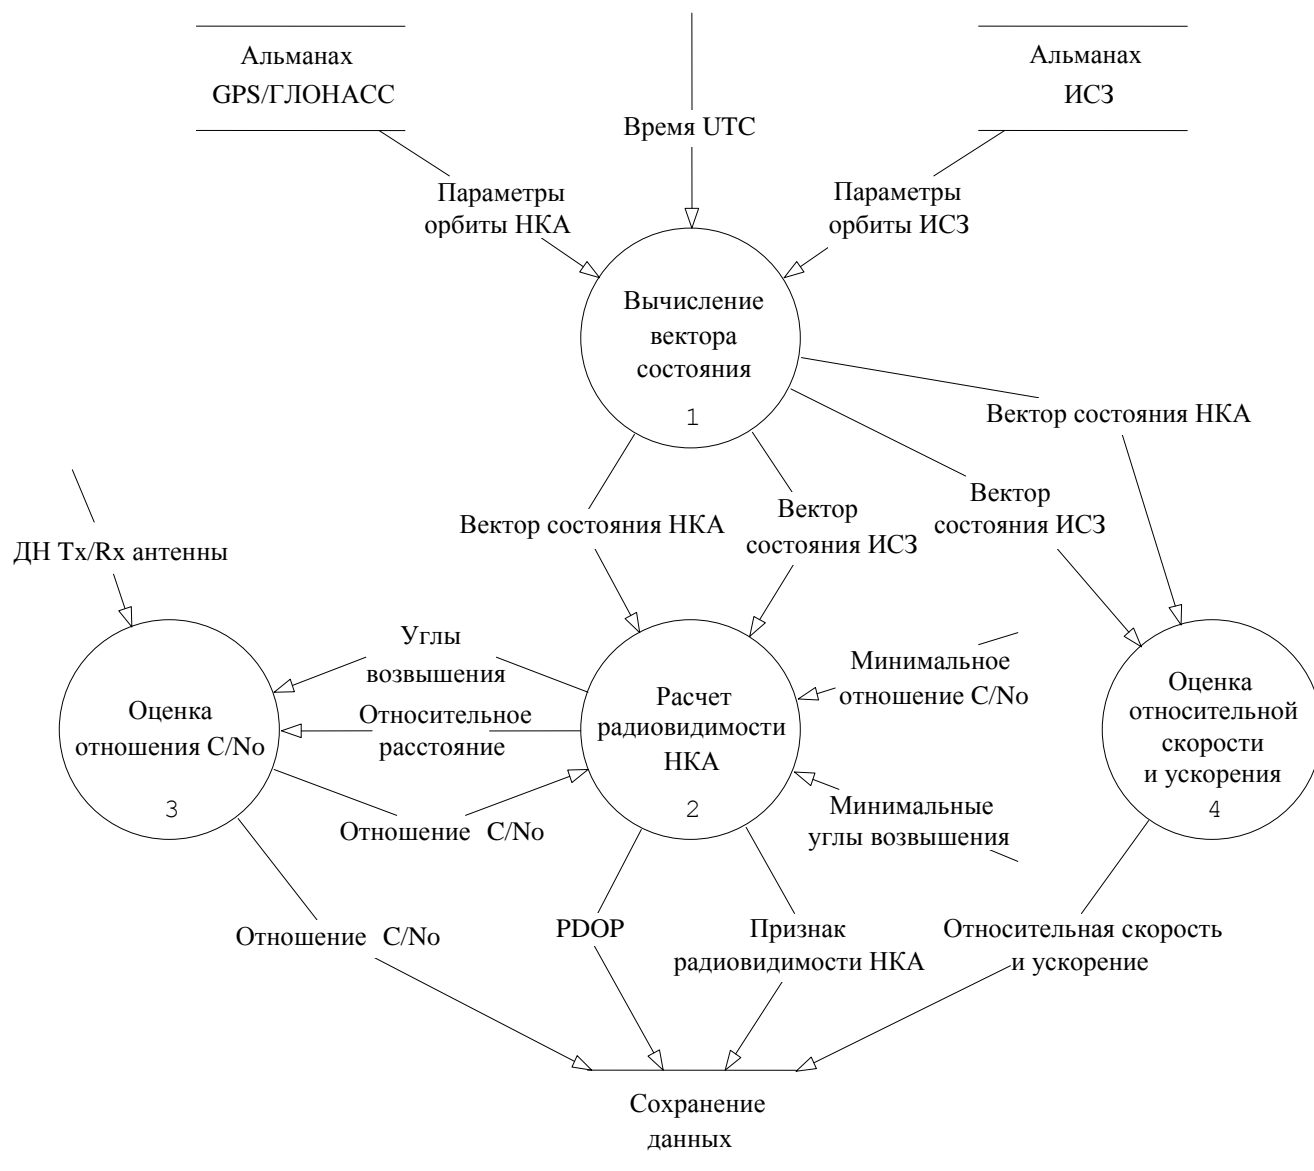 Альманах
GPS/ГЛОНАСС
Время UTC
Альманах
ИСЗ
Параметры
орбиты НКА
Параметры
орбиты ИСЗ
Вычисление
вектора
состояния
1
Вектор состояния НКА
Вектор
состояния ИСЗ
Вектор
состояния ИСЗ
Вектор состояния НКА
ДН Tx/Rx антенны
Углы
возвышения
Относительное
расстояние
Отношение C/No
Оценка
отношения C/No
3
Расчет
радиовидимости
НКА
2
Минимальное
отношение C/No
Минимальные
углы возвышения
Оценка
относительной
скорости
и ускорения
4
Отношение C/No
PDOP
Признак
радиовидимости НКА
Относительная скорость
и ускорение
Сохранение
данных